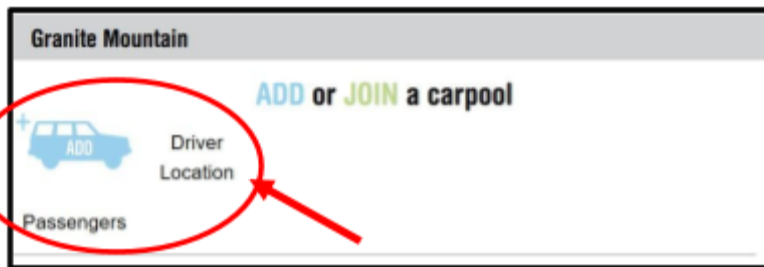 Granite Mountain
ADD or JOIN a carpool
+
ADD
Driver
Location
Passengers